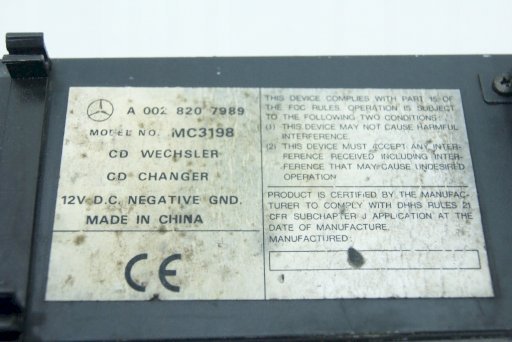 A 002 820 7989
MODEL NO. MC3198
CD WECHSLER
CD CHANGER
12V D.C. NEGATIVE GND.
MADE IN CHINA
CE
THIS DEVICE COMPLIES WITH PART 15 OF
THE FCC RULES. OPERATION IS SUBJECT
TO THE FOLLOWING TWO CONDITIONS
(1) THIS DEVICE MAY NOT CAUSE HARMFUL
INTERFERENCE.
(2) THIS DEVICE MUST ACCEPT ANY INTER-
FERENCE RECEIVED INCLUDING INTER-
FERENCE THAT MAY CAUSE UNDESIRED
OPERATION
PRODUCT IS CERTIFIED BY THE MANUFAC-
TURER TO COMPLY WITH DHHS RULES 21
CFR SUBCHAPTER J APPLICATION AT THE
DATE OF MANUFACTURE.
MANUFACTURED: